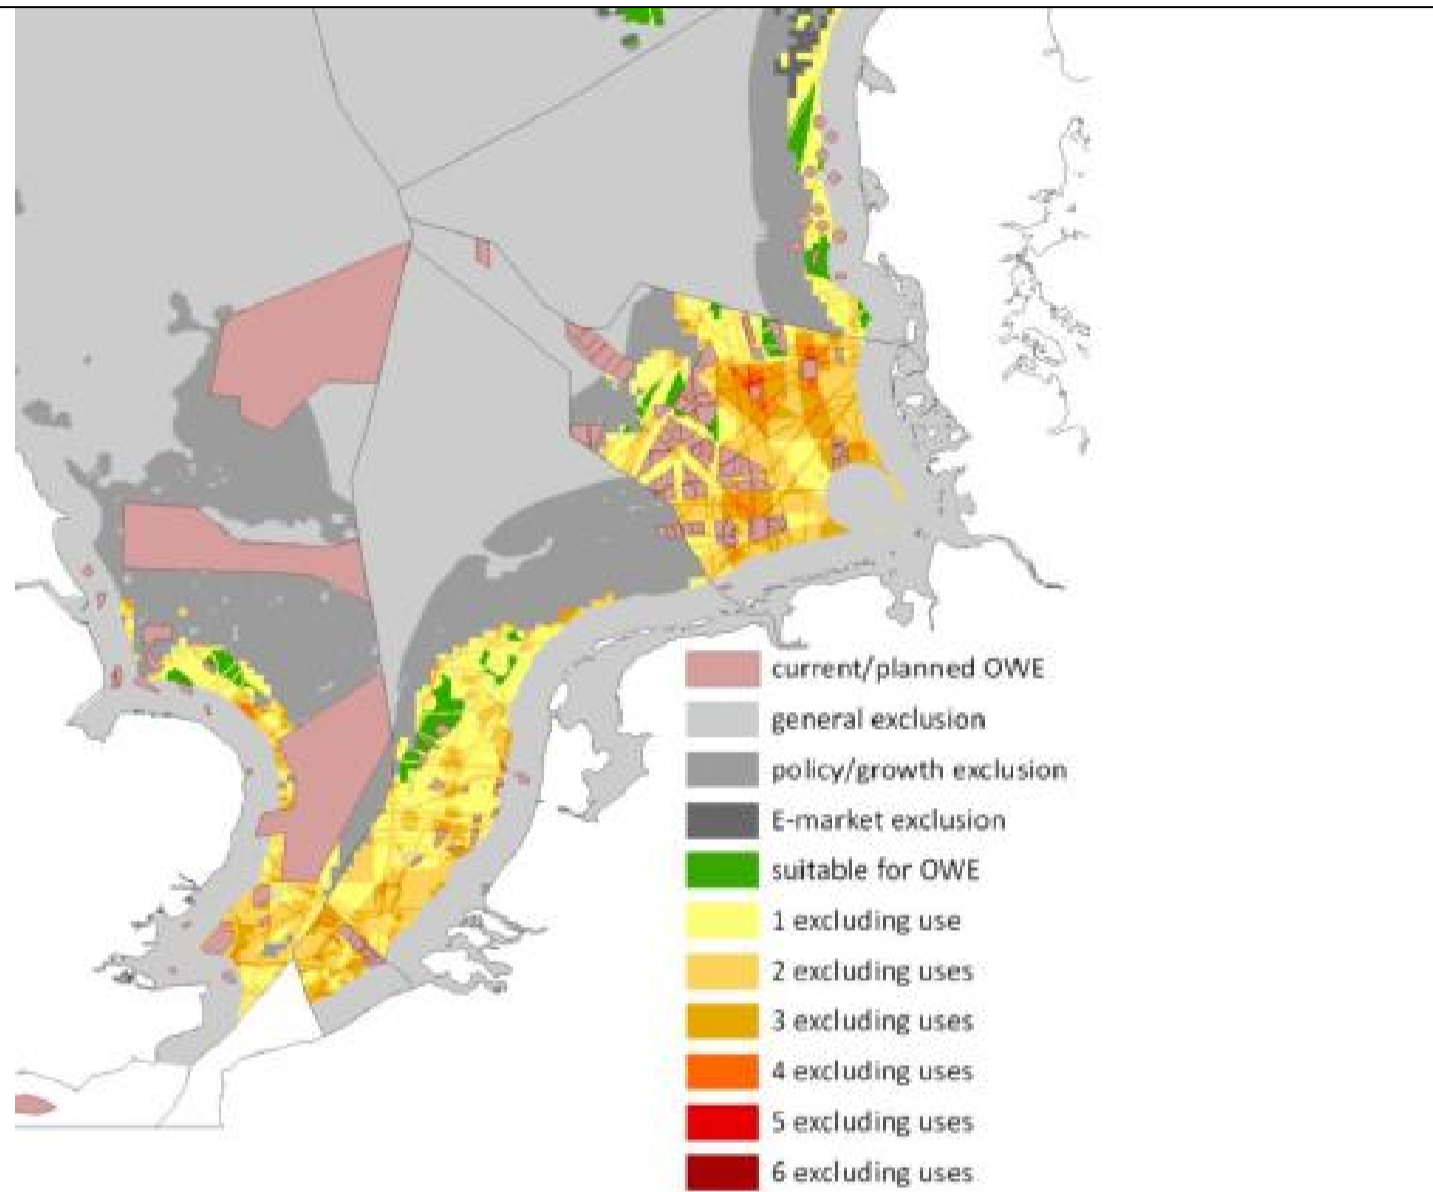 current/planned OWE
general exclusion
policy/growth exclusion
E-market exclusion
suitable for OWE
1 excluding use
2 excluding uses
3 excluding uses
4 excluding uses
5 excluding uses
6 excluding uses